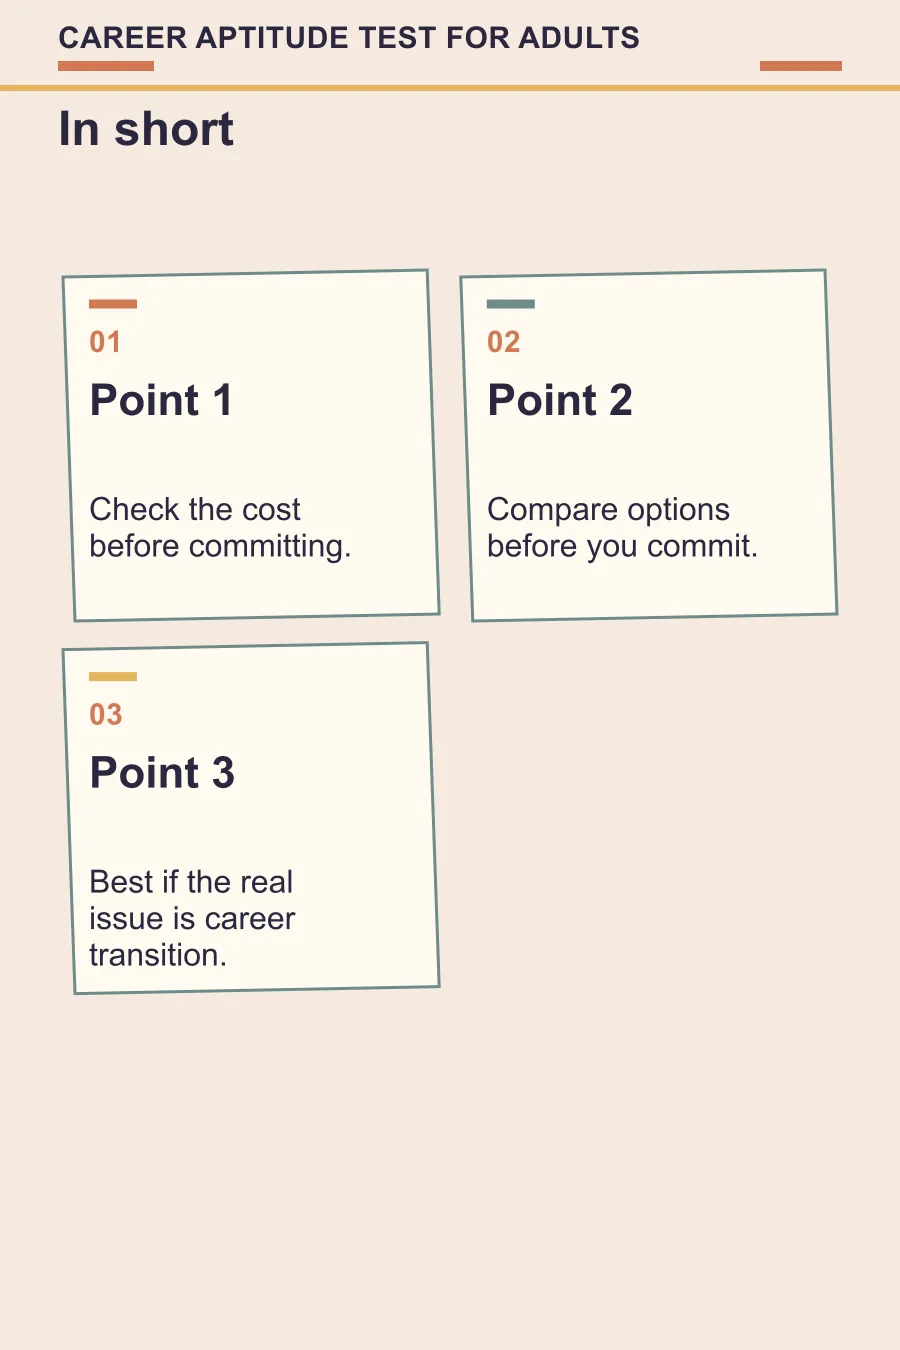 CAREER APTITUDE TEST FOR ADULTS
In short
01
Point 1
Check the cost
before committing.
02
Point 2
Compare options
before you commit.
03
Point 3
Best if the real
issue is career
transition.